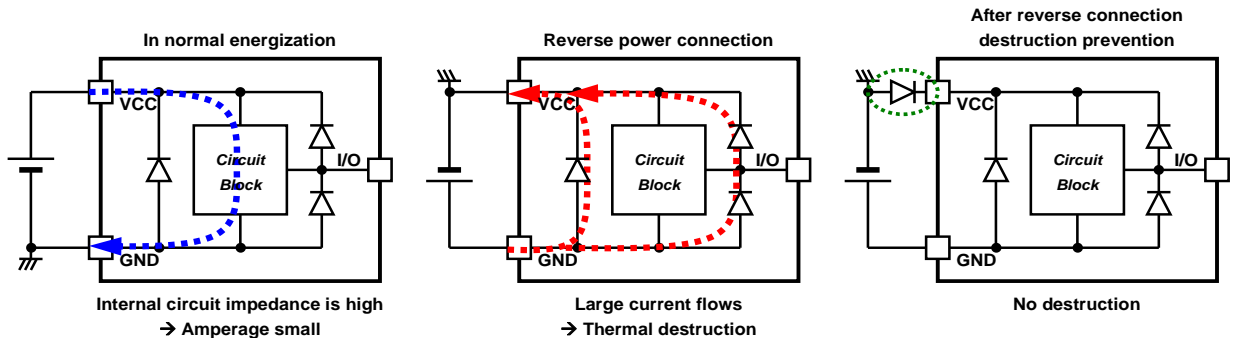 In normal energization
VCC
Circuit
Block
I/O
GND
Internal circuit impedance is high
→ Amperage small
Reverse power connection
VCC
Circuit
Block
I/O
GND
Large current flows
→ Thermal destruction
After reverse connection
destruction prevention
VCC
Circuit
Block
I/O
GND
No destruction